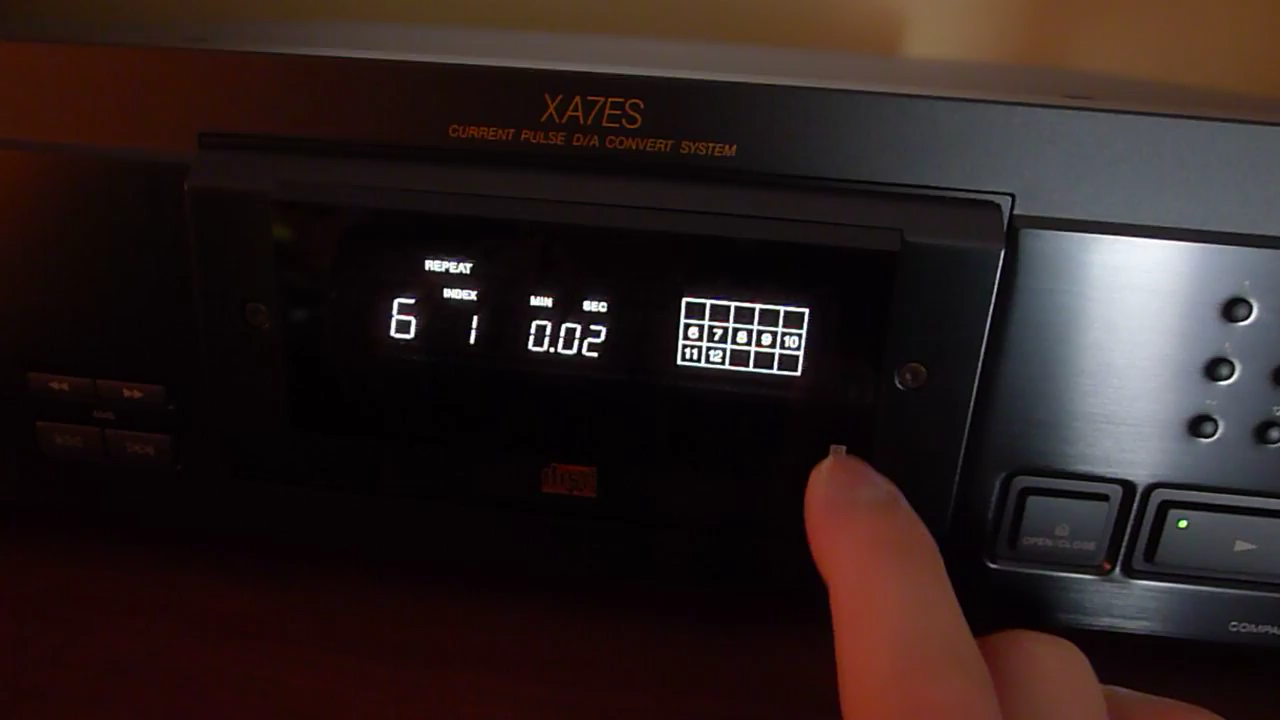 XA7ES
CURRENT PULSE D/A CONVERT SYSTEM
REPEAT
INDEX MIN SEC
6 1 0.02
6 7 8 9 10
11 12
disc
OPEN/CLOSE